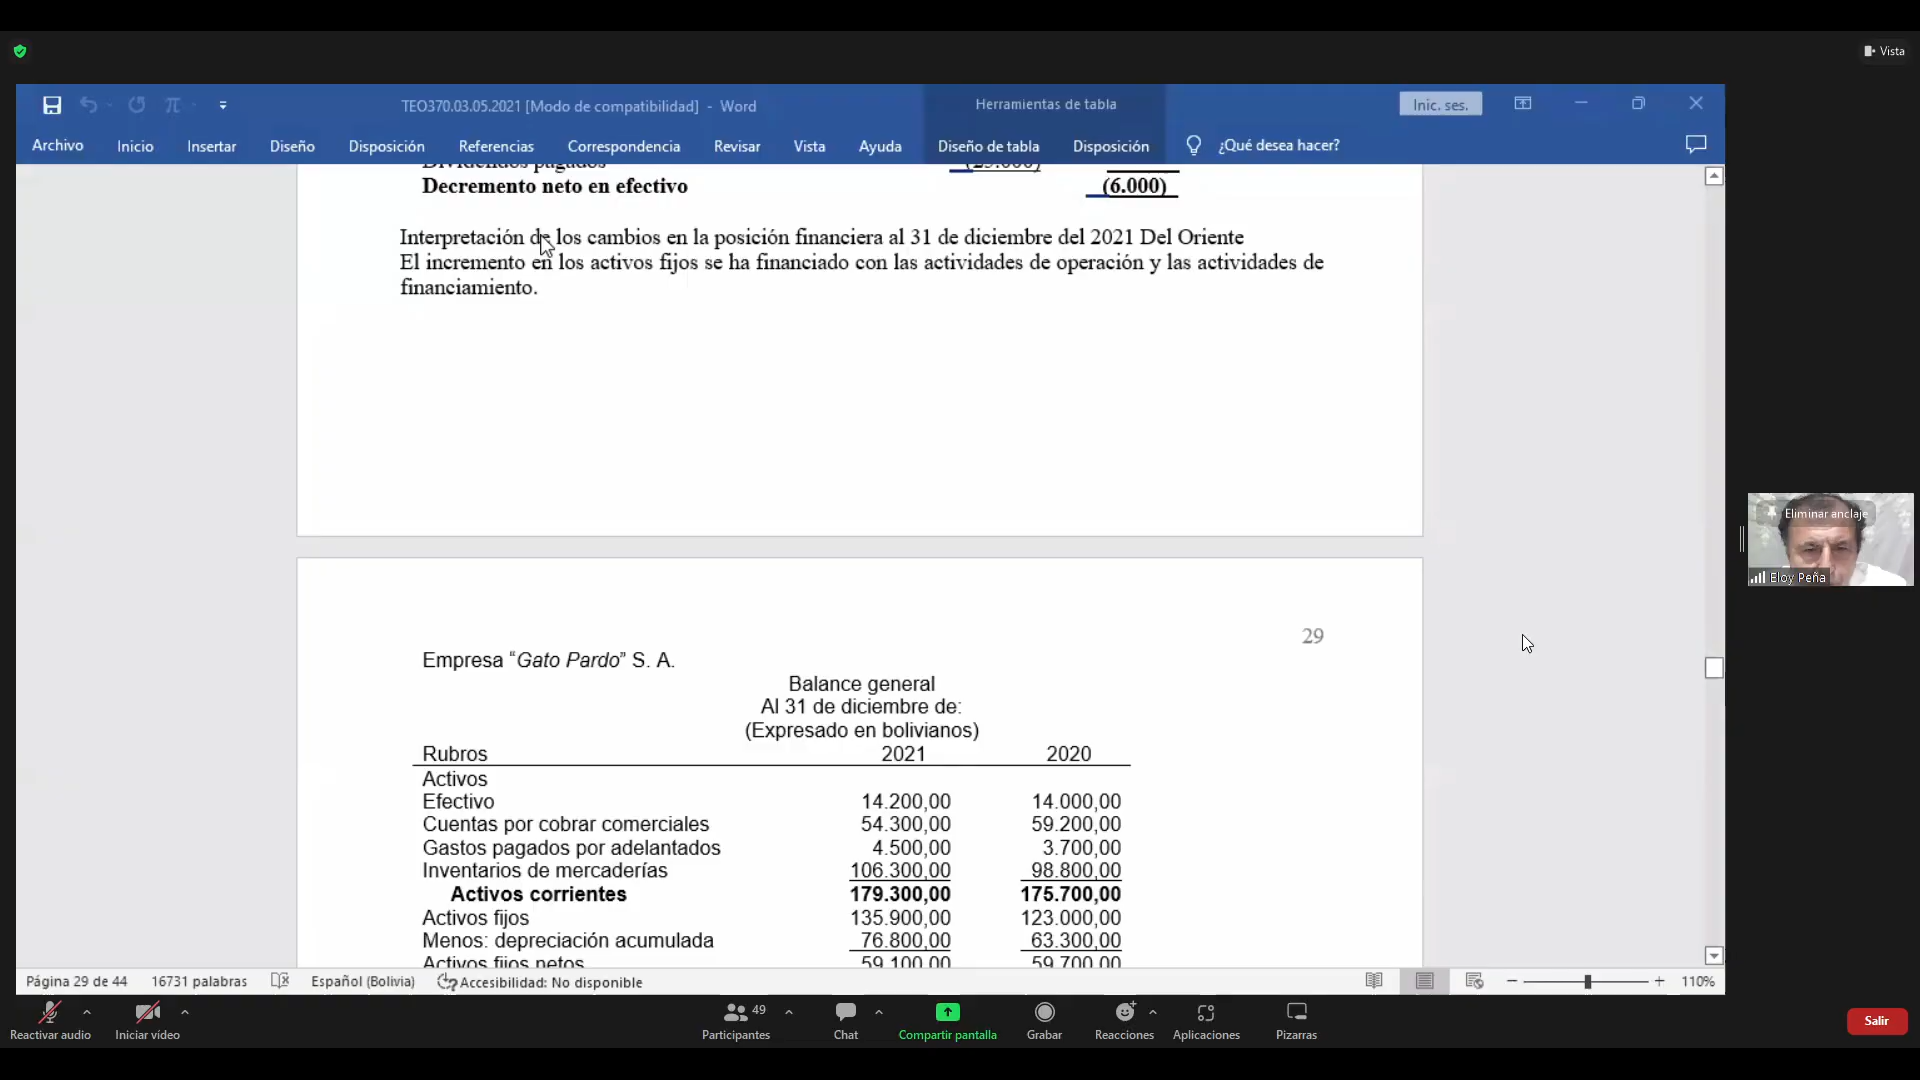 Vista
TEO370.03.05.2021 [Modo de compatibilidad] - Word
Herramientas de tabla
Inic. ses.
Archivo Inicio Insertar Diseño Disposición Referencias Correspondencia Revisar Vista Ayuda Diseño de tabla Disposición ¿Qué desea hacer?
Dividendos pagados (25.000)
Decremento neto en efectivo (6.000)
Interpretación de los cambios en la posición financiera al 31 de diciembre del 2021 Del Oriente
El incremento en los activos fijos se ha financiado con las actividades de operación y las actividades de
financiamiento.
29
Empresa “Gato Pardo” S. A.
Balance general
Al 31 de diciembre de:
(Expresado en bolivianos)
Rubros 2021 2020
Activos
Efectivo 14.200,00 14.000,00
Cuentas por cobrar comerciales 54.300,00 59.200,00
Gastos pagados por adelantados 4.500,00 3.700,00
Inventarios de mercaderías 106.300,00 98.800,00
Activos corrientes 179.300,00 175.700,00
Activos fijos 135.900,00 123.000,00
Menos: depreciación acumulada 76.800,00 63.300,00
Activos fijos netos 59.100,00 59.700,00
Eliminar anclaje
Eloy Peña
Página 29 de 44 16731 palabras Español (Bolivia) Accesibilidad: No disponible 110%
Reactivar audio Iniciar vídeo Participantes 49 Chat Compartir pantalla Grabar Reacciones Aplicaciones Pizarras Salir